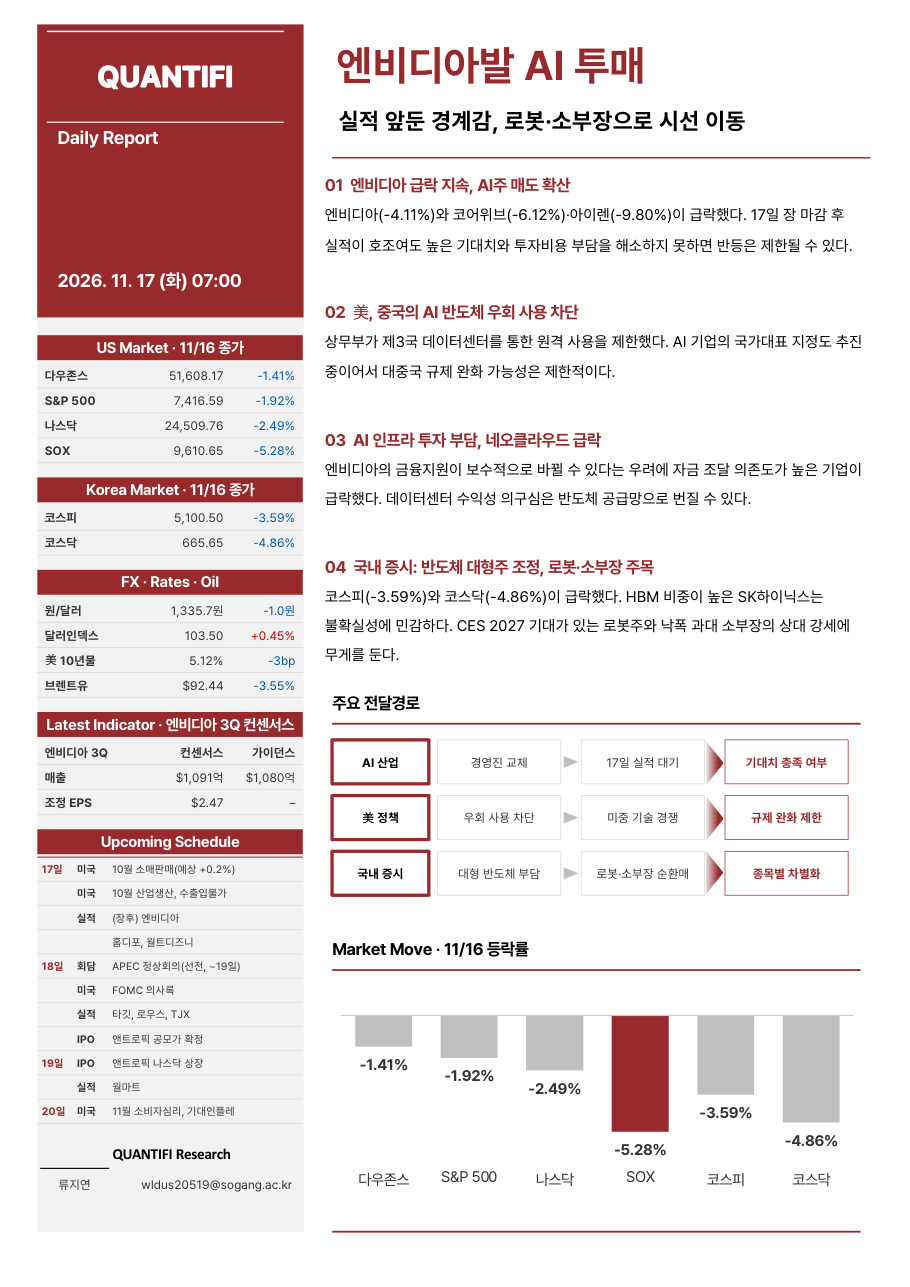 QUANTIFI
Daily Report
2026. 11. 17 (화) 07:00
US Market · 11/16 종가
다우존스 51,608.17 -1.41%
S&P 500 7,416.59 -1.92%
나스닥 24,509.76 -2.49%
SOX 9,610.65 -5.28%
Korea Market · 11/16 종가
코스피 5,100.50 -3.59%
코스닥 665.65 -4.86%
FX · Rates · Oil
원/달러 1,335.7원 -1.0원
달러인덱스 103.50 +0.45%
美 10년물 5.12% -3bp
브렌트유 $92.44 -3.55%
Latest Indicator · 엔비디아 3Q 컨센서스
엔비디아 3Q 컨센서스 가이던스
매출 $1,091억 $1,080억
조정 EPS $2.47 –
Upcoming Schedule
17일 미국 10월 소매판매(예상 +0.2%)
미국 10월 산업생산, 수출입물가
실적 (장후) 엔비디아
홈디포, 월트디즈니
18일 회담 APEC 정상회의(선전, ~19일)
미국 FOMC 의사록
실적 타깃, 로우스, TJX
IPO 앤트로픽 공모가 확정
19일 IPO 앤트로픽 나스닥 상장
실적 월마트
20일 미국 11월 소비자심리, 기대인플레
QUANTIFI Research
류지연 wldus20519@sogang.ac.kr
엔비디아발 AI 투매
실적 앞둔 경계감, 로봇·소부장으로 시선 이동
01 엔비디아 급락 지속, AI주 매도 확산
엔비디아(-4.11%)와 코어위브(-6.12%)·아이렌(-9.80%)이 급락했다. 17일 장 마감 후
실적이 호조여도 높은 기대치와 투자비용 부담을 해소하지 못하면 반등은 제한될 수 있다.
02 美, 중국의 AI 반도체 우회 사용 차단
상무부가 제3국 데이터센터를 통한 원격 사용을 제한했다. AI 기업의 국가대표 지정도 추진
중이어서 대중국 규제 완화 가능성은 제한적이다.
03 AI 인프라 투자 부담, 네오클라우드 급락
엔비디아의 금융지원이 보수적으로 바뀔 수 있다는 우려에 자금 조달 의존도가 높은 기업이
급락했다. 데이터센터 수익성 의구심은 반도체 공급망으로 번질 수 있다.
04 국내 증시: 반도체 대형주 조정, 로봇·소부장 주목
코스피(-3.59%)와 코스닥(-4.86%)이 급락했다. HBM 비중이 높은 SK하이닉스는
불확실성에 민감하다. CES 2027 기대가 있는 로봇주와 낙폭 과대 소부장의 상대 강세에
무게를 둔다.
주요 전달경로
AI 산업 경영진 교체 17일 실적 대기 기대치 충족 여부
美 정책 우회 사용 차단 미중 기술 경쟁 규제 완화 제한
국내 증시 대형 반도체 부담 로봇·소부장 순환매 종목별 차별화
Market Move · 11/16 등락률
-1.41%
-1.92%
-2.49%
-5.28%
-3.59%
-4.86%
다우존스 S&P 500 나스닥 SOX 코스피 코스닥